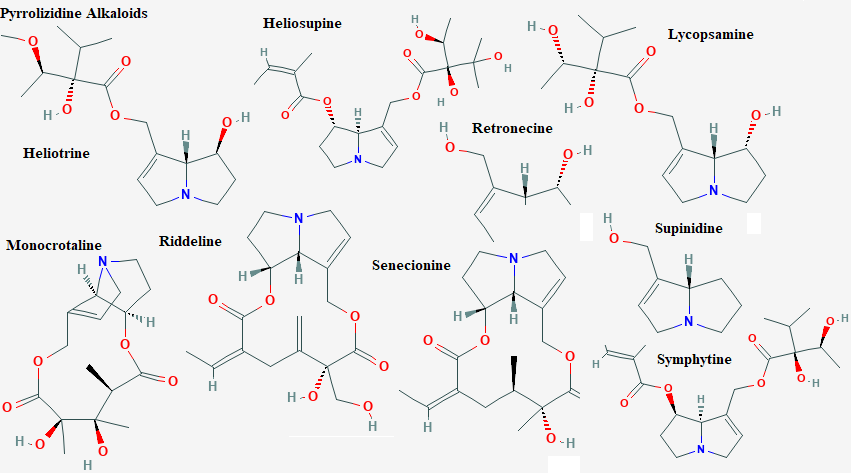 Pyrrolizidine Alkaloids
O
O
H-O
O
H
O-H
N
Heliotrine
Heliosupine
H
O
O
H
N
O
O
H
O
O
H
O
H
Lycopsamine
H-O
O
H-O
O
H
O-H
N
Retronecine
H
O
H
O-H
Monocrotaline
N
H
H
O
O
O
O
H-O
O
H
Riddeline
N
H
H
O
O
O
O
H
H-O
O
H
Senecionine
N
H
H
O
O
O
H
O-H
Supinidine
H
O
H
N
Symphytine
H
O
O
H
N
O
O
O-H
O
H